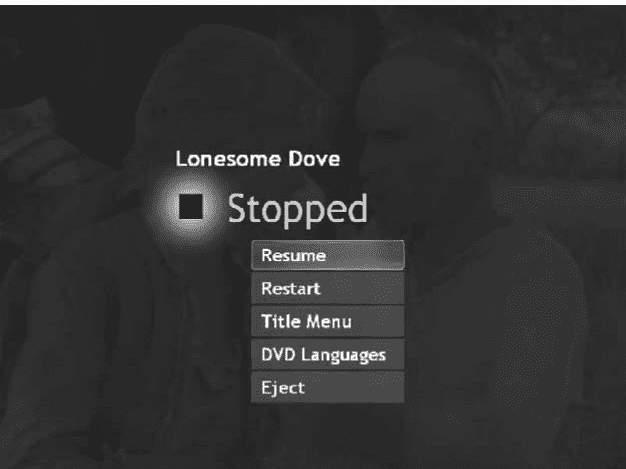 Lonesome Dove
Stopped
Resume
Restart
Title Menu
DVD Languages
Eject